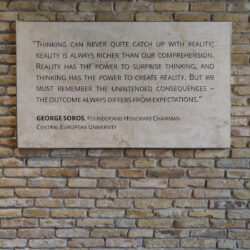 "Thinking can never quite catch up with reality;
reality is always richer than our comprehension.
Reality has the power to surprise thinking, and
thinking has the power to create reality. But we
must remember the unintended consequences –
the outcome always differs from expectations."
GEORGE SOROS, Founder and Honorary Chairman
Central European University